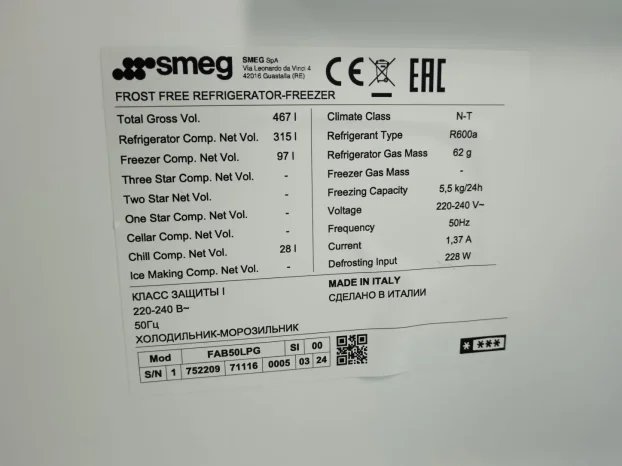 smeg
SMEG SpA
Via Leonardo da Vinci 4
42016 Guastalla (RE)
CE
EAC
FROST FREE REFRIGERATOR-FREEZER
Total Gross Vol. 467 l
Refrigerator Comp. Net Vol. 315 l
Freezer Comp. Net Vol. 97 l
Three Star Comp. Net Vol. -
Two Star Net Vol. -
One Star Comp. Net Vol. -
Cellar Comp. Net Vol. -
Chill Comp. Net Vol. 28 l
Ice Making Comp. Net Vol. -
Climate Class N-T
Refrigerant Type R600a
Refrigerator Gas Mass 62 g
Freezer Gas Mass -
Freezing Capacity 5,5 kg/24h
Voltage 220-240 V~
Frequency 50Hz
Current 1,37 A
Defrosting Input 228 W
КЛАСС ЗАЩИТЫ I
220-240 В~
50Гц
ХОЛОДИЛЬНИК-МОРОЗИЛЬНИК
MADE IN ITALY
СДЕЛАНО В ИТАЛИИ
Mod FAB50LPG SI 00
S/N 1 752209 71116 0005 03 24
* ***